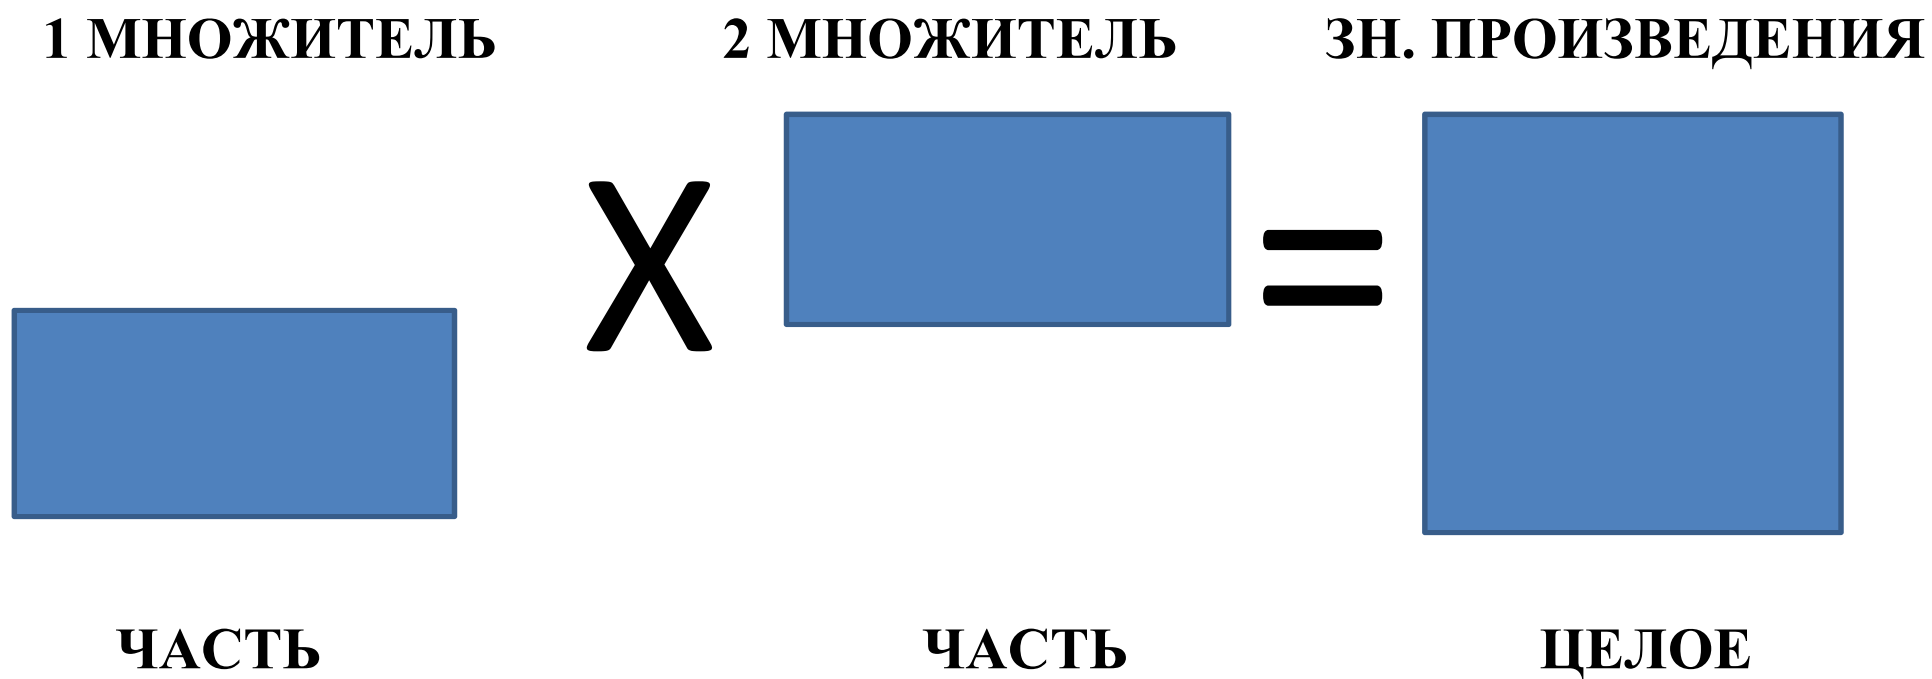 1 МНОЖИТЕЛЬ 2 МНОЖИТЕЛЬ ЗН. ПРОИЗВЕДЕНИЯ
Х =
ЧАСТЬ ЧАСТЬ ЦЕЛОЕ